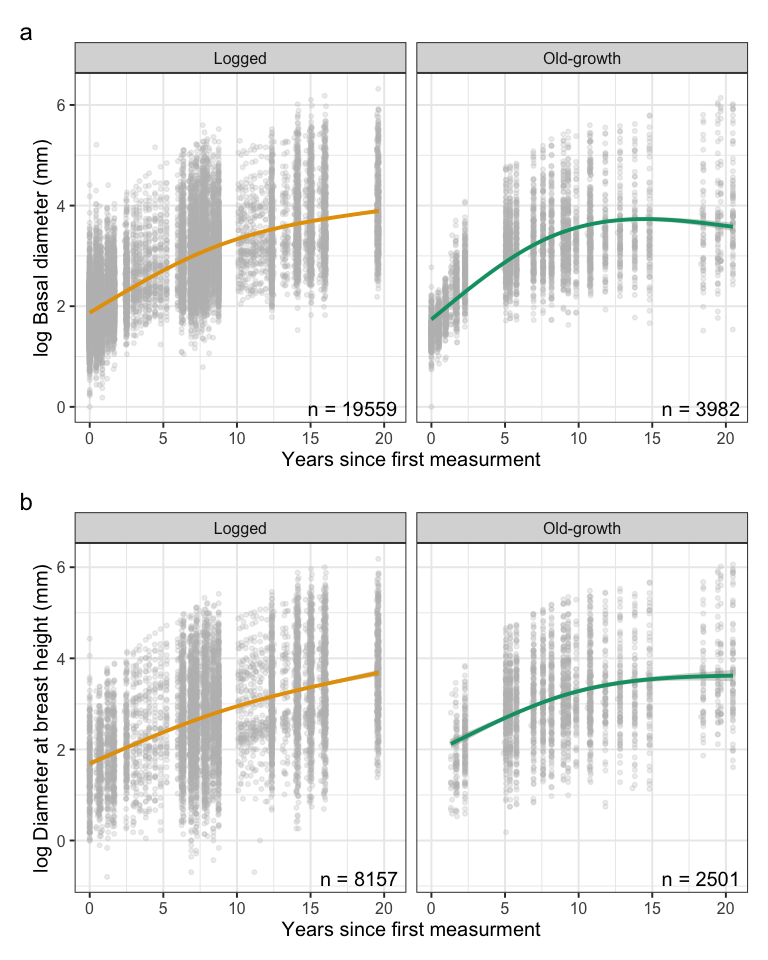 a
Logged
Old-growth
log Basal diameter (mm)
6
4
2
0
n = 19559
n = 3982
0 5 10 15 20
0 5 10 15 20
Years since first measurment
b
Logged
Old-growth
log Diameter at breast height (mm)
6
4
2
0
n = 8157
n = 2501
0 5 10 15 20
0 5 10 15 20
Years since first measurment